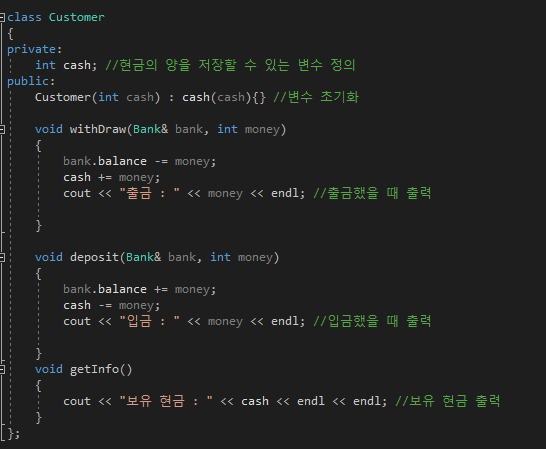 class Customer
{
private:
int cash; //현금의 양을 저장할 수 있는 변수 정의
public:
Customer(int cash) : cash(cash){} //변수 초기화
void withDraw(Bank& bank, int money)
{
bank.balance -= money;
cash += money;
cout << "출금 : " << money << endl; //출금했을 때 출력
}
void deposit(Bank& bank, int money)
{
bank.balance += money;
cash -= money;
cout << "입금 : " << money << endl; //입금했을 때 출력
}
void getInfo()
{
cout << "보유 현금 : " << cash << endl << endl; //보유 현금 출력
}
};